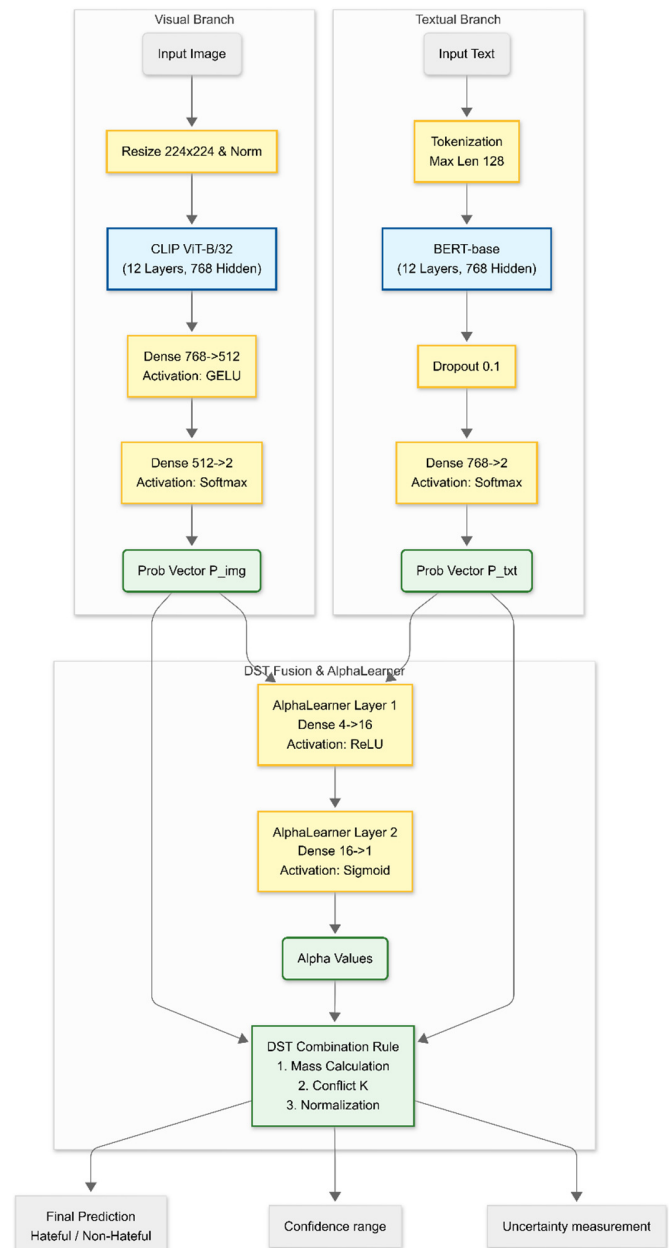 Visual Branch
Input Image
Resize 224x224 & Norm
CLIP ViT-B/32
(12 Layers, 768 Hidden)
Dense 768->512
Activation: GELU
Dense 512->2
Activation: Softmax
Prob Vector P_img
Textual Branch
Input Text
Tokenization
Max Len 128
BERT-base
(12 Layers, 768 Hidden)
Dropout 0.1
Dense 768->2
Activation: Softmax
Prob Vector P_txt
DST Fusion & AlphaLearner
AlphaLearner Layer 1
Dense 4->16
Activation: ReLU
AlphaLearner Layer 2
Dense 16->1
Activation: Sigmoid
Alpha Values
DST Combination Rule
1. Mass Calculation
2. Conflict K
3. Normalization
Final Prediction
Hateful / Non-Hateful
Confidence range
Uncertainty measurement